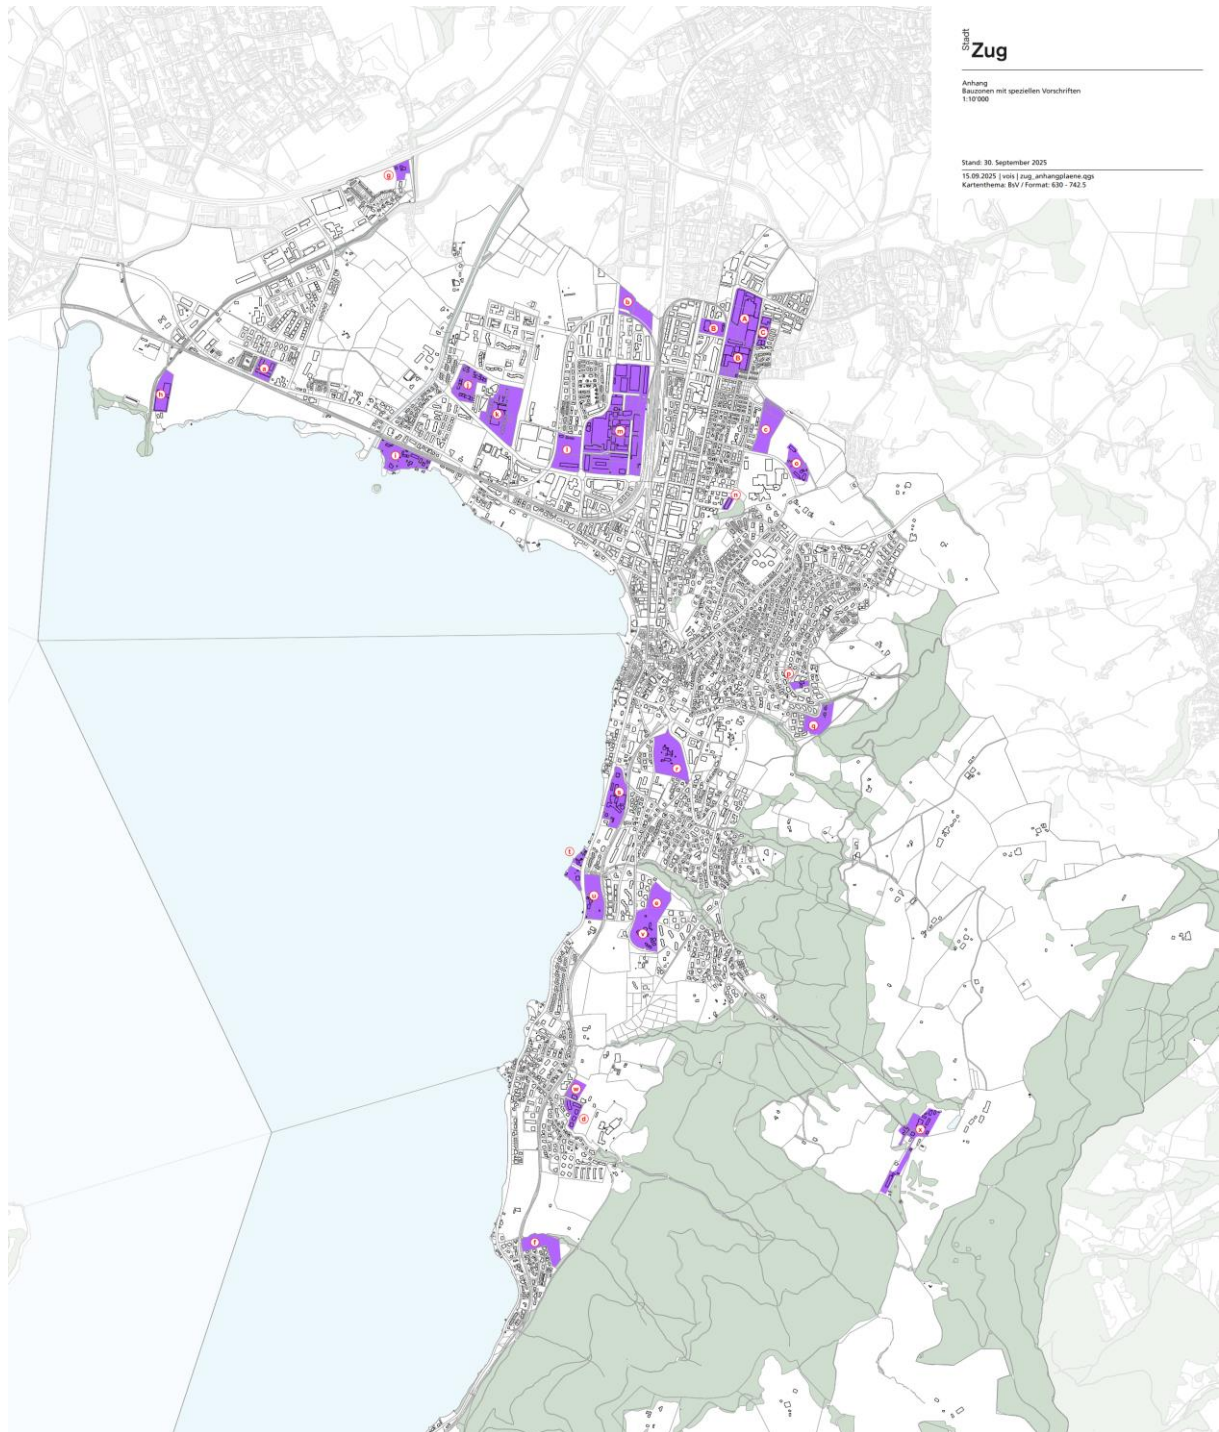 Stadt
Zug
Anhang
Bauzonen mit speziellen Vorschriften
1:10'000
Stand: 30. September 2025
15.09.2025 | vois | zug_anhangplaene.qgs
Kartenthema: BsV / Format: 630 - 742.5
g
b
A
B
C
B
a
h
j
k
c
m
l
e
i
n
p
q
r
s
t
u
o
v
w
d
x
f